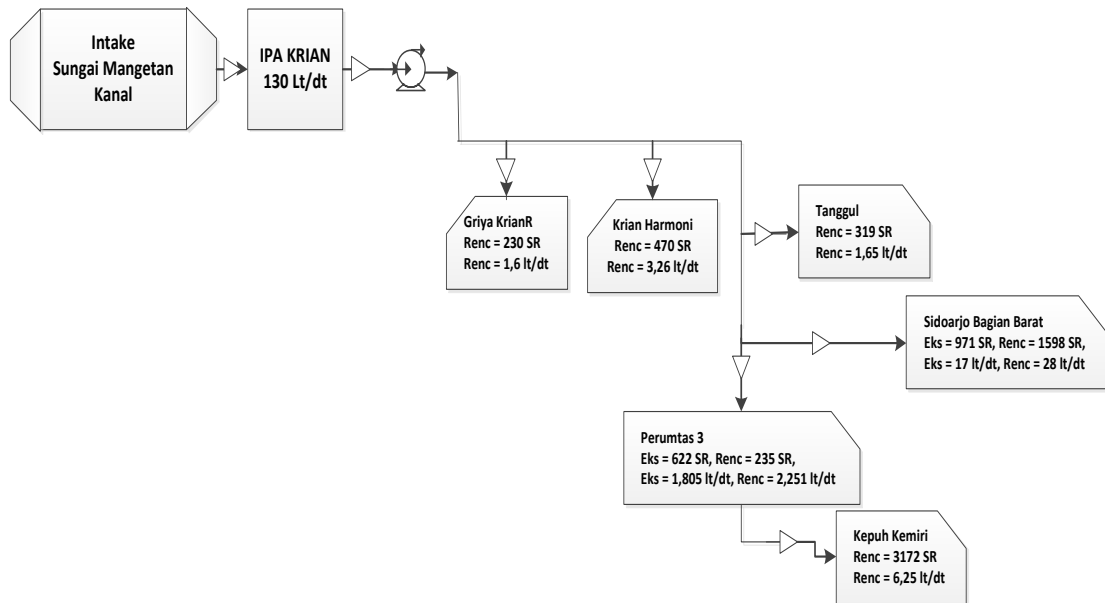 Intake
Sungai Mangetan
Kanal
IPA KRIAN
130 Lt/dt
Griya KrianR
Renc = 230 SR
Renc = 1,6 lt/dt
Krian Harmoni
Renc = 470 SR
Renc = 3,26 lt/dt
Tanggul
Renc = 319 SR
Renc = 1,65 lt/dt
Sidoarjo Bagian Barat
Eks = 971 SR, Renc = 1598 SR,
Eks = 17 lt/dt, Renc = 28 lt/dt
Perumtas 3
Eks = 622 SR, Renc = 235 SR,
Eks = 1,805 lt/dt, Renc = 2,251 lt/dt
Kepuh Kemiri
Renc = 3172 SR
Renc = 6,25 lt/dt